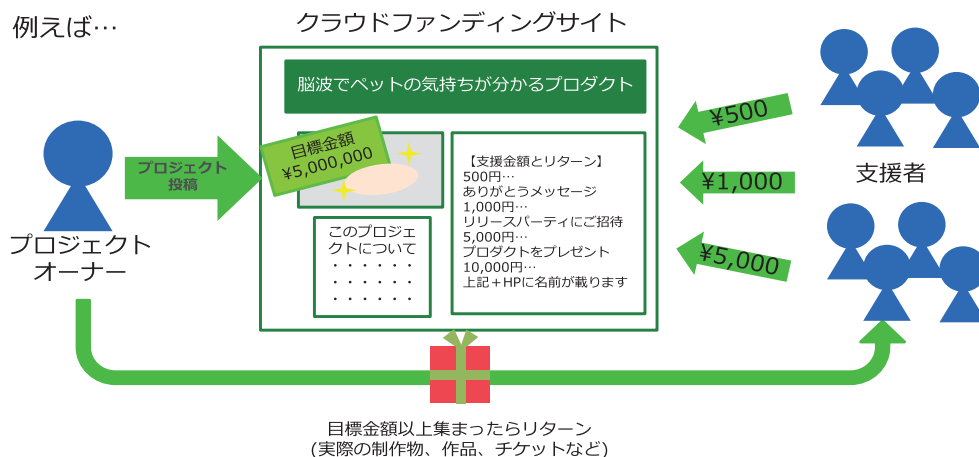 例えば…
クラウドファンディングサイト
脳波でペットの気持ちが分かるプロダクト
目標金額
¥5,000,000
プロジェクト
投稿
プロジェクト
オーナー
このプロジェ
クトについて
・・・・・・
・・・・・・
・・・・・・
【支援金額とリターン】
500円…
ありがとうメッセージ
1,000円…
リリースパーティにご招待
5,000円…
プロダクトをプレゼント
10,000円…
上記+HPに名前が載ります
¥500
¥1,000
¥5,000
支援者
目標金額以上集まったらリターン
(実際の制作物、作品、チケットなど)